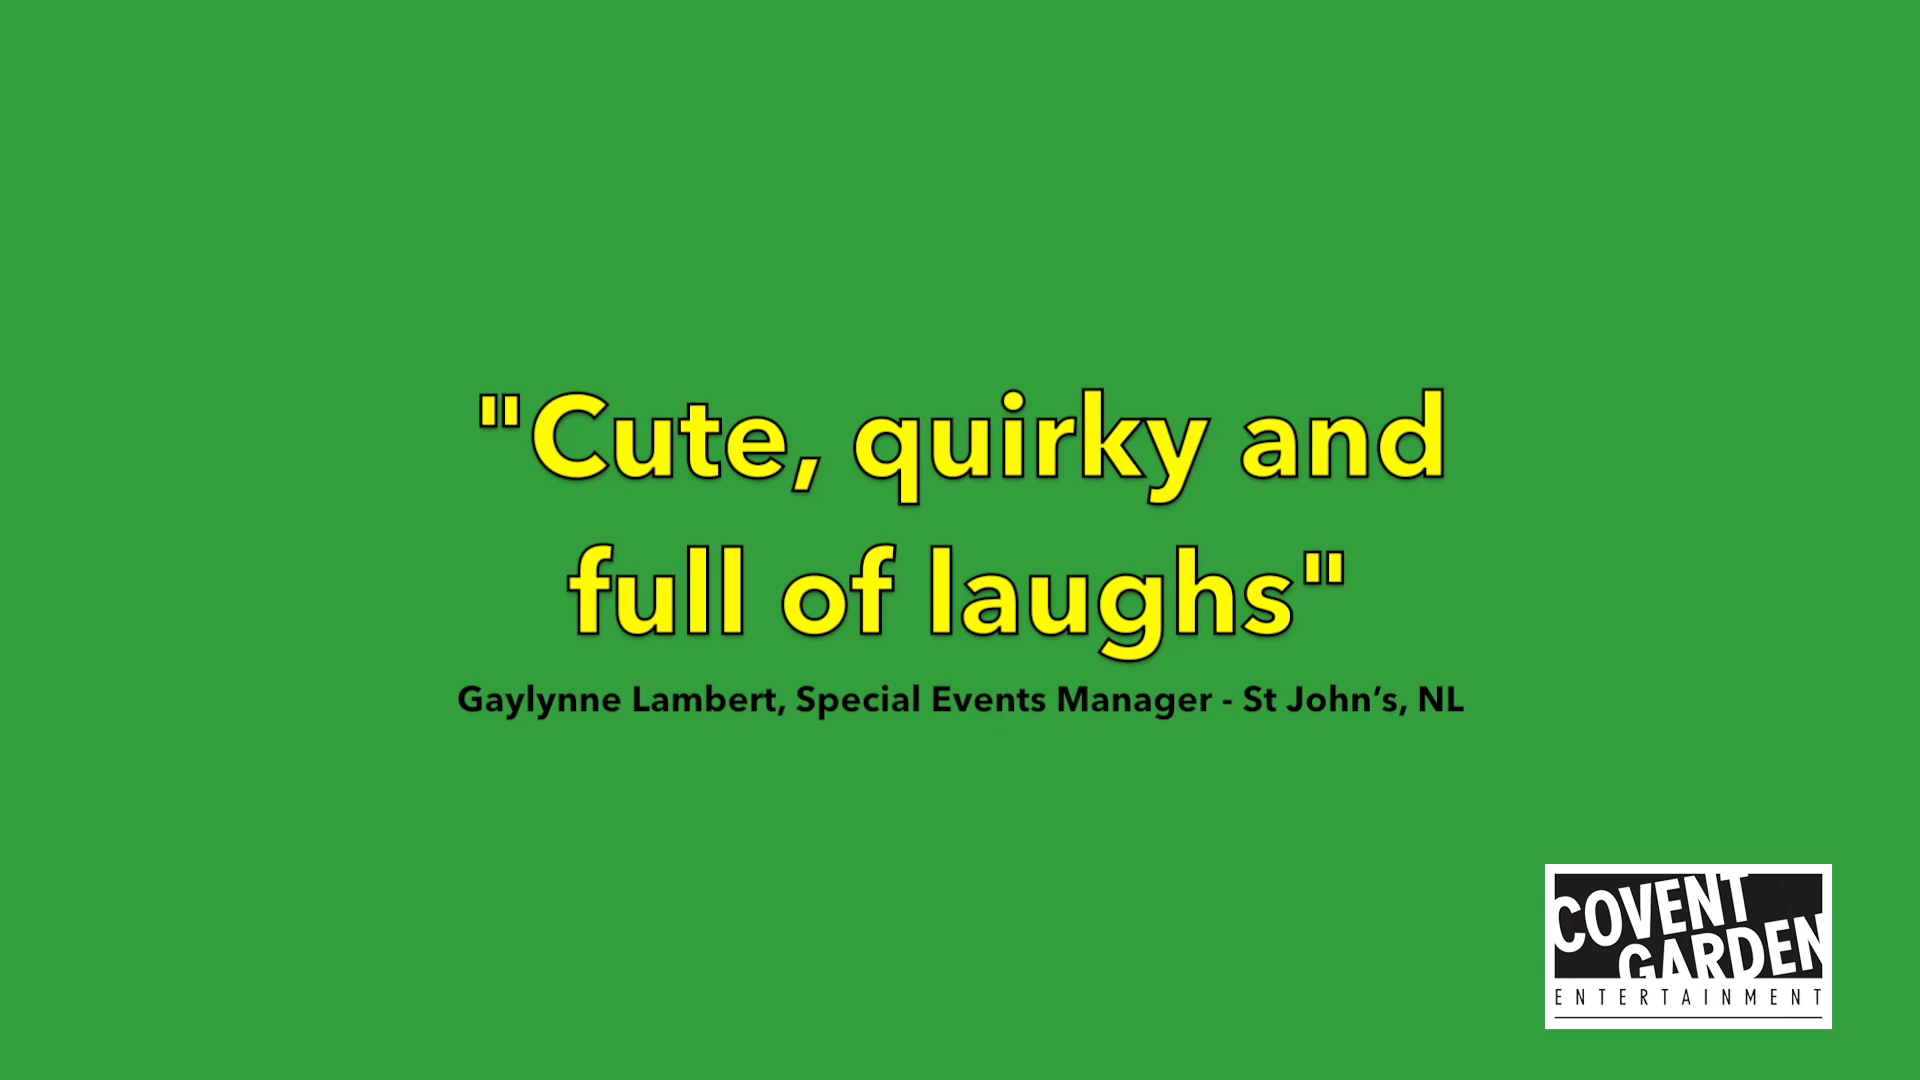 "Cute, quirky and
full of laughs"
Gaylynne Lambert, Special Events Manager - St John’s, NL
COVENT
GARDEN
ENTERTAINMENT